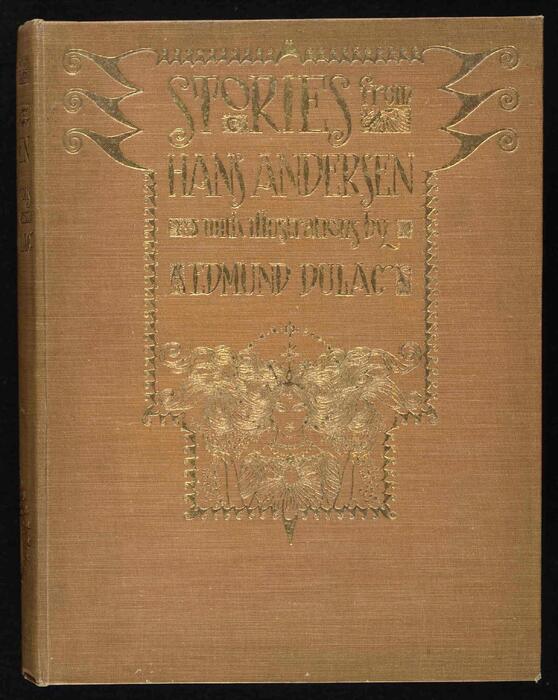 STORIES from
HANS ANDERSEN
with illustrations by
EDMUND DULAC